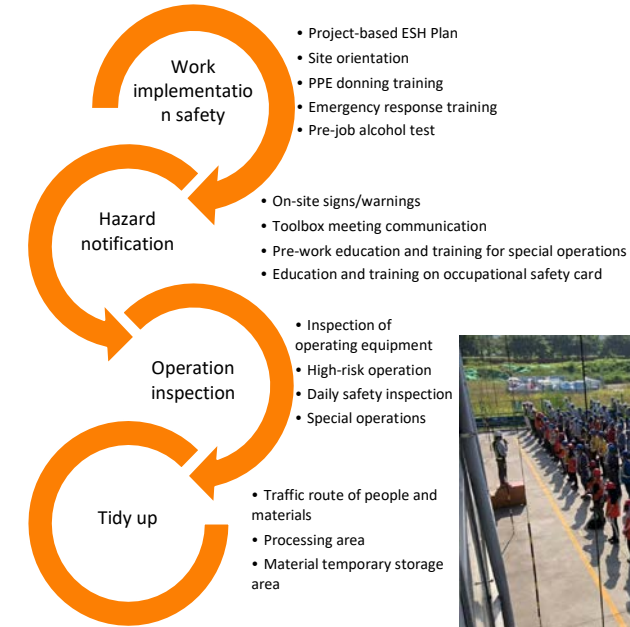 Work
implementatio
n safety
• Project-based ESH Plan
• Site orientation
• PPE donning training
• Emergency response training
• Pre-job alcohol test
Hazard
notification
• On-site signs/warnings
• Toolbox meeting communication
• Pre-work education and training for special operations
• Education and training on occupational safety card
Operation
inspection
• Inspection of
operating equipment
• High-risk operation
• Daily safety inspection
• Special operations
Tidy up
• Traffic route of people and
materials
• Processing area
• Material temporary storage
area